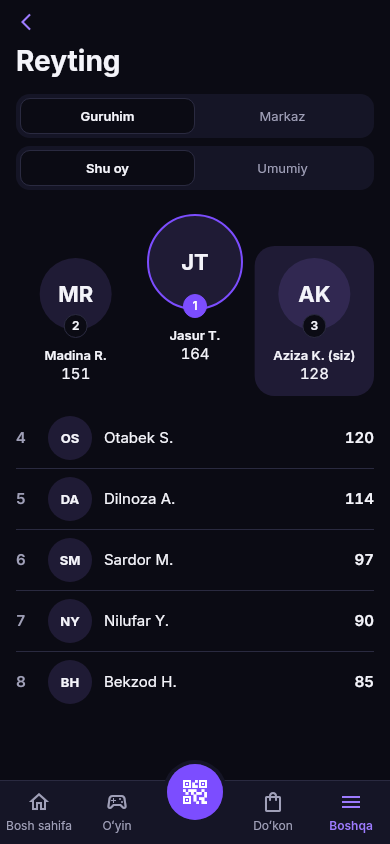 Reyting
Guruhim Markaz
Shu oy Umumiy
MR
2
Madina R.
151
JT
1
Jasur T.
164
AK
3
Aziza K. (siz)
128
4 OS Otabek S. 120
5 DA Dilnoza A. 114
6 SM Sardor M. 97
7 NY Nilufar Y. 90
8 BH Bekzod H. 85
Bosh sahifa O'yin Do'kon Boshqa